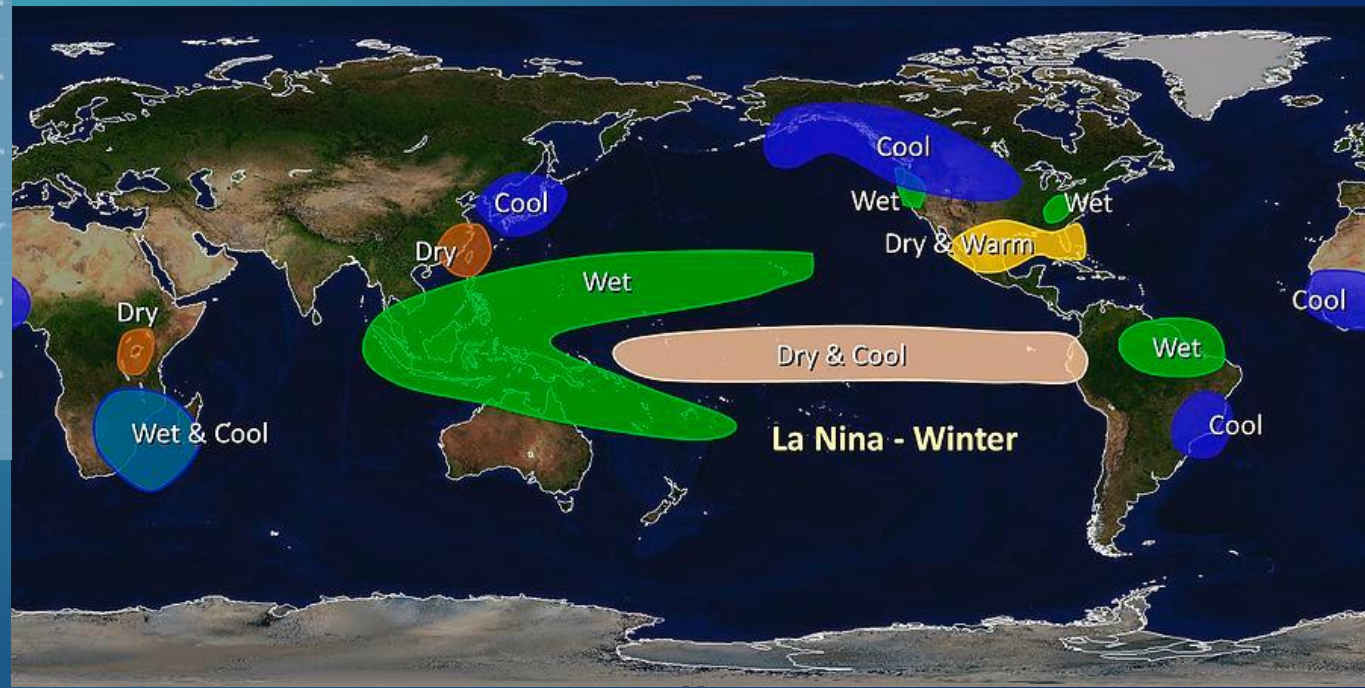 Cool
Cool
Wet
Wet
Dry
Dry & Warm
Wet
Dry
Cool
Dry & Cool
Wet
Wet & Cool
La Nina - Winter
Cool